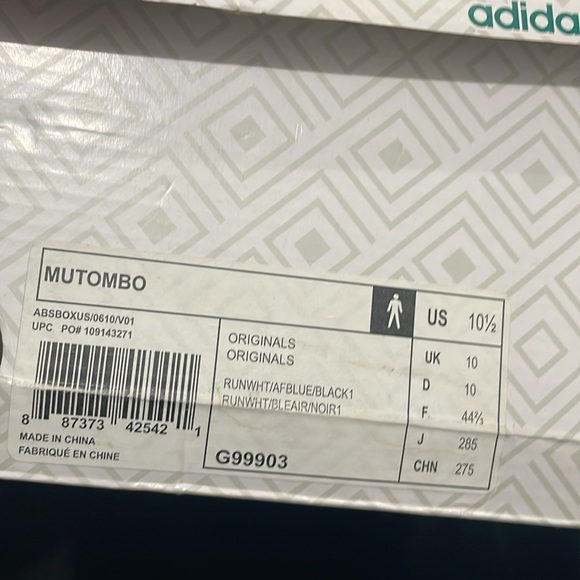 adidas
MUTOMBO
ABSBOXUS/0610/V01
UPC PO# 109143271
8 87373 42542 1
MADE IN CHINA
FABRIQUÉ EN CHINE
ORIGINALS
ORIGINALS
RUNWHT/AFBLUE/BLACK1
RUNWHT/BLEAIR/NOIR1
G99903
US 10½
UK 10
D 10
F 44⅔
J 285
CHN 275